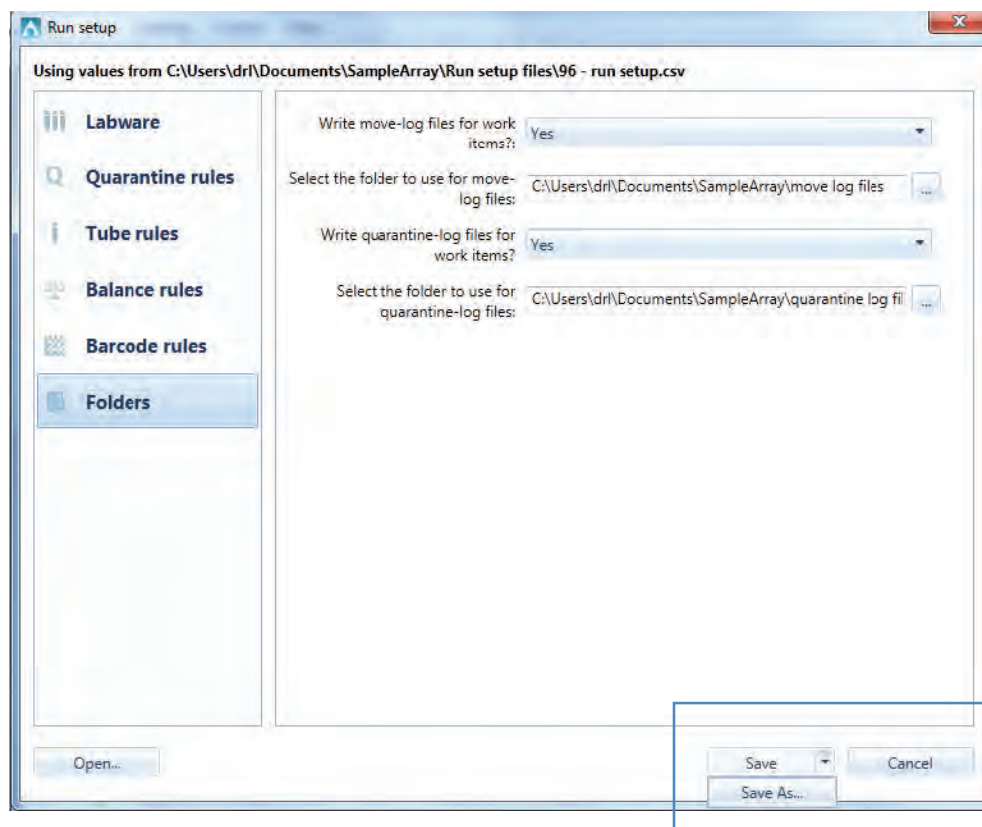 Run setup
Using values from C:\Users\drl\Documents\SampleArray\Run setup files\96 - run setup.csv
Labware
Quarantine rules
Tube rules
Balance rules
Barcode rules
Folders
Write move-log files for work
items?:
Yes
Select the folder to use for move-
log files:
C:\Users\drl\Documents\SampleArray\move log files
...
Write quarantine-log files for
work items?
Yes
Select the folder to use for
quarantine-log files:
C:\Users\drl\Documents\SampleArray\quarantine log fil
...
Open...
Save
Cancel
Save As...